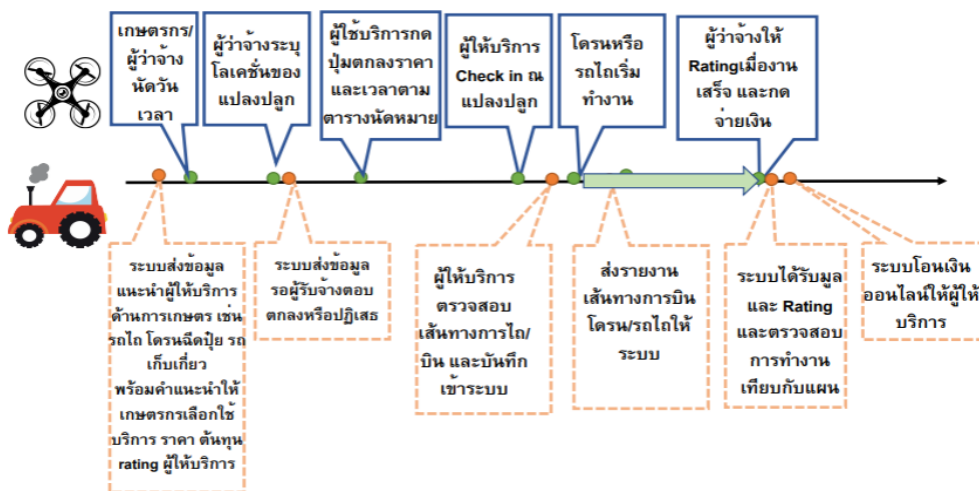 เกษตรกร/
ผู้ว่าจ้าง
นัดวัน
เวลา
ผู้ว่าจ้างระบุ
โลเคชั่นของ
แปลงปลูก
ผู้ใช้บริการกด
ปุ่มตกลงราคา
และเวลาตาม
ตารางนัดหมาย
ผู้ให้บริการ
Check in ณ
แปลงปลูก
โดรนหรือ
รถไถเริ่ม
ทำงาน
ผู้ว่าจ้างให้
Ratingเมื่องาน
เสร็จ และกด
จ่ายเงิน
ระบบส่งข้อมูล
แนะนำผู้ให้บริการ
ด้านการเกษตร เช่น
รถไถ โดรนฉีดปุ๋ย รถ
เก็บเกี่ยว
พร้อมคำแนะนำให้
เกษตรกรเลือกใช้
บริการ ราคา ต้นทุน
rating ผู้ให้บริการ
ระบบส่งข้อมูล
รอผู้รับจ้างตอบ
ตกลงหรือปฏิเสธ
ผู้ให้บริการ
ตรวจสอบ
เส้นทางการไถ/
บิน และบันทึก
เข้าระบบ
ส่งรายงาน
เส้นทางการบิน
โดรน/รถไถให้
ระบบ
ระบบได้รับมูล
และ Rating
และตรวจสอบ
การทำงาน
เทียบกับแผน
ระบบโอนเงิน
ออนไลน์ให้ผู้ให้
บริการ